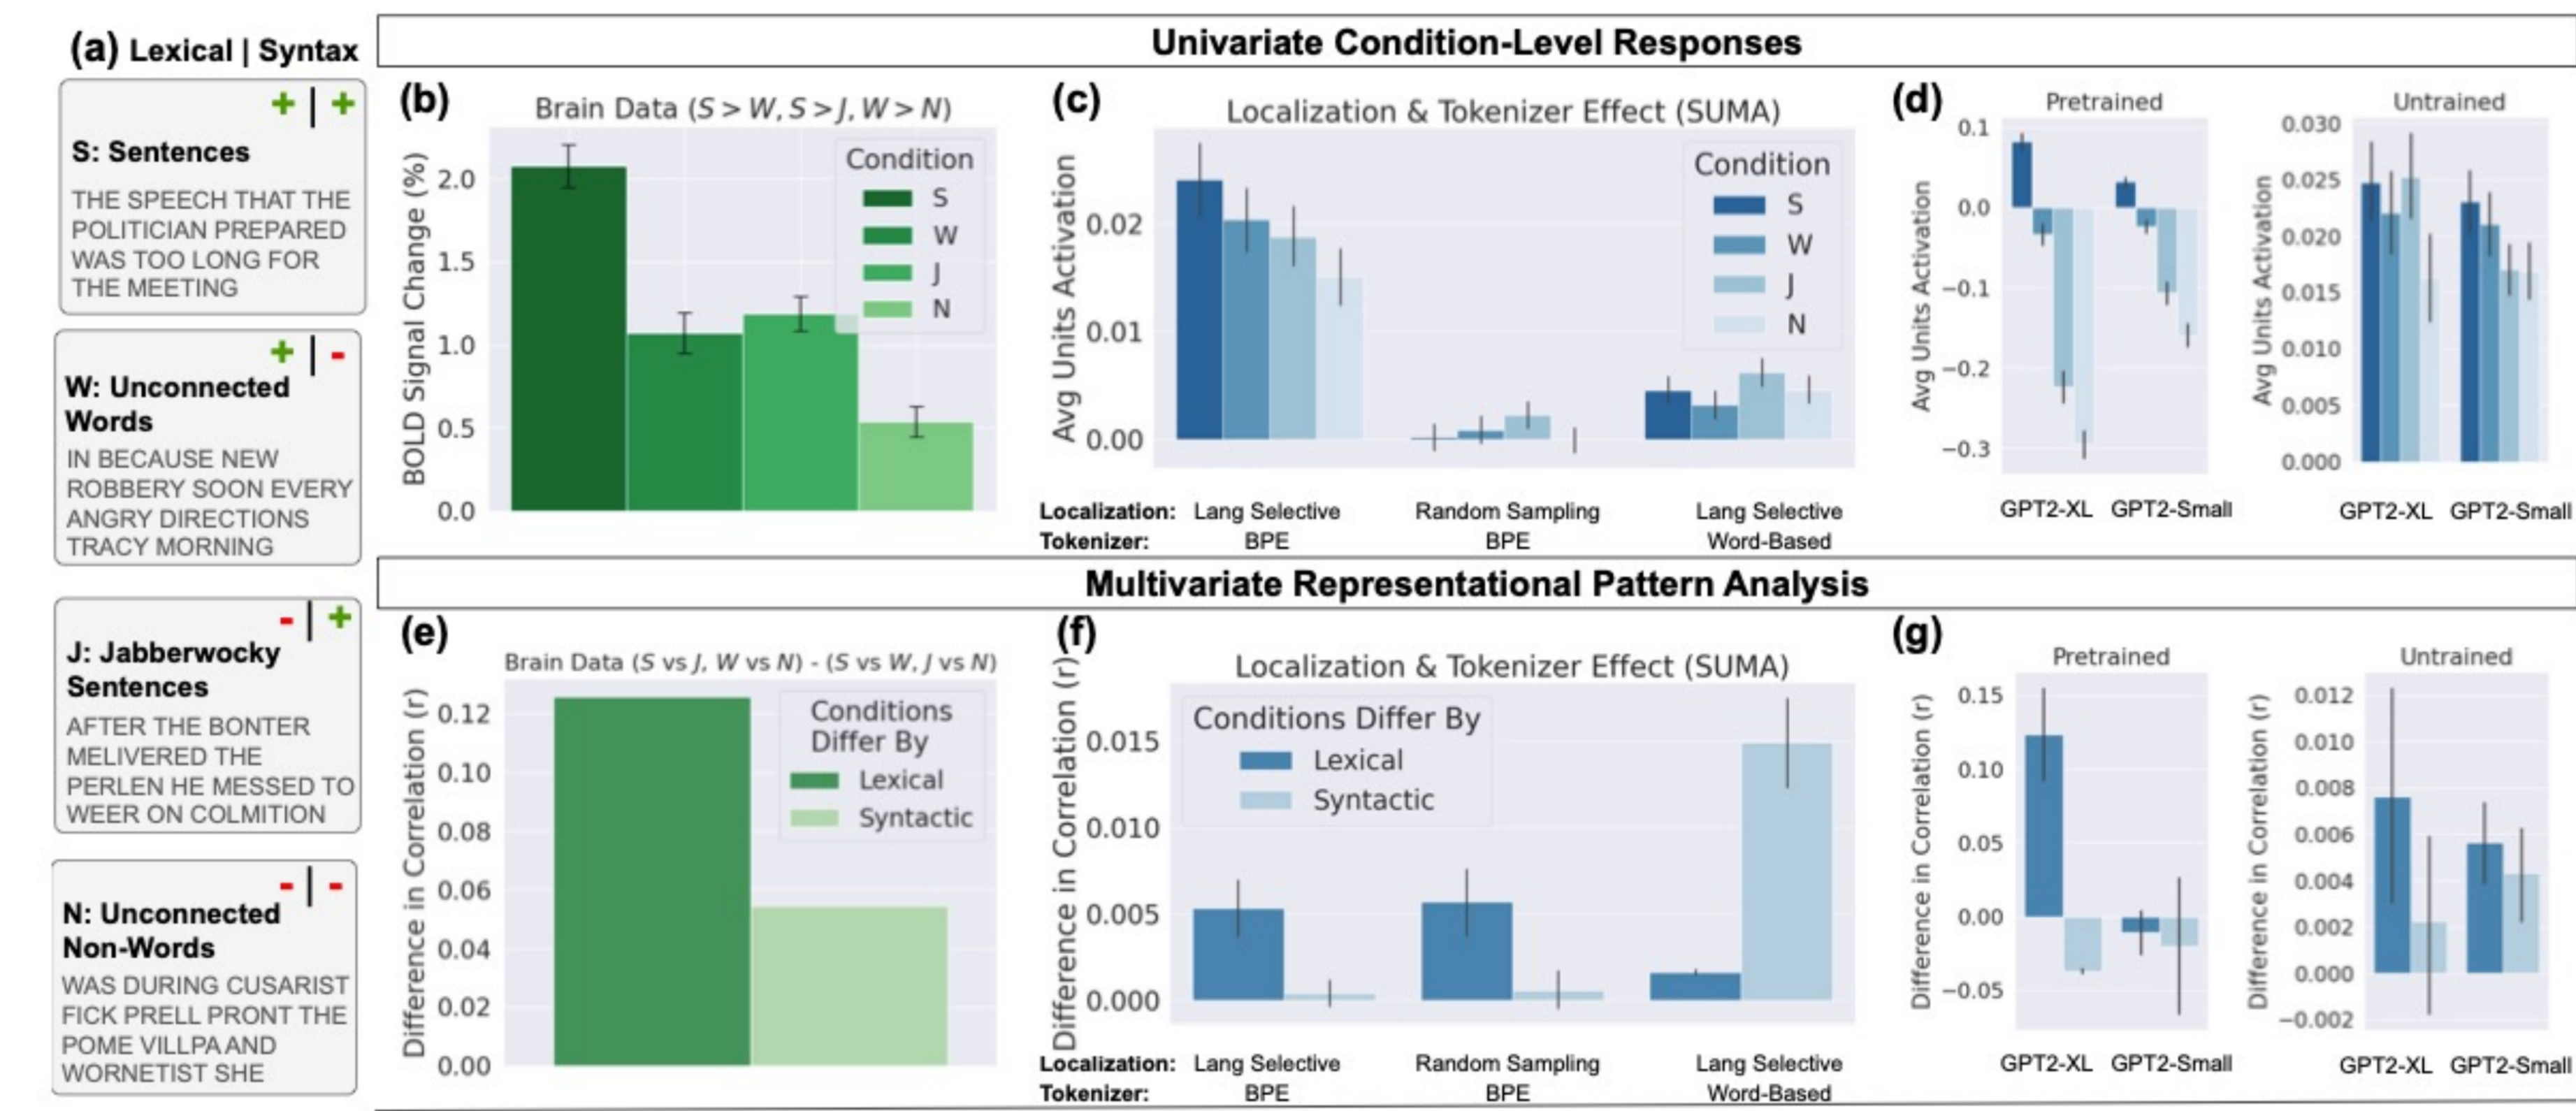 (a) Lexical | Syntax
+ | +
S: Sentences
THE SPEECH THAT THE
POLITICIAN PREPARED
WAS TOO LONG FOR
THE MEETING
+ | -
W: Unconnected
Words
IN BECAUSE NEW
ROBBERY SOON EVERY
ANGRY DIRECTIONS
TRACY MORNING
- | +
J: Jabberwocky
Sentences
AFTER THE BONTER
MELIVERED THE
PERLEN HE MESSED TO
WEER ON COLMITION
- | -
N: Unconnected
Non-Words
WAS DURING CUSARIST
FICK PRELL PRONT THE
POME VILLPA AND
WORNETIST SHE
Univariate Condition-Level Responses
(b)
Brain Data (S > W, S > J, W > N)
BOLD Signal Change (%)
2.0
1.5
1.0
0.5
0.0
Condition
S
W
J
N
(c)
Localization & Tokenizer Effect (SUMA)
Avg Units Activation
0.02
0.01
0.00
Condition
S
W
J
N
Localization: Lang Selective Random Sampling Lang Selective
Tokenizer: BPE BPE Word-Based
(d)
Pretrained
Avg Units Activation
0.1
0.0
−0.1
−0.2
−0.3
GPT2-XL GPT2-Small
Untrained
Avg Units Activation
0.030
0.025
0.020
0.015
0.010
0.005
0.000
GPT2-XL GPT2-Small
Multivariate Representational Pattern Analysis
(e)
Brain Data (S vs J, W vs N) - (S vs W, J vs N)
Difference in Correlation (r)
0.12
0.10
0.08
0.06
0.04
0.02
0.00
Conditions
Differ By
Lexical
Syntactic
(f)
Localization & Tokenizer Effect (SUMA)
Difference in Correlation (r)
0.015
0.010
0.005
0.000
Conditions Differ By
Lexical
Syntactic
Localization: Lang Selective Random Sampling Lang Selective
Tokenizer: BPE BPE Word-Based
(g)
Pretrained
Difference in Correlation (r)
0.15
0.10
0.05
0.00
−0.05
GPT2-XL GPT2-Small
Untrained
Difference in Correlation (r)
0.012
0.010
0.008
0.006
0.004
0.002
0.000
−0.002
GPT2-XL GPT2-Small